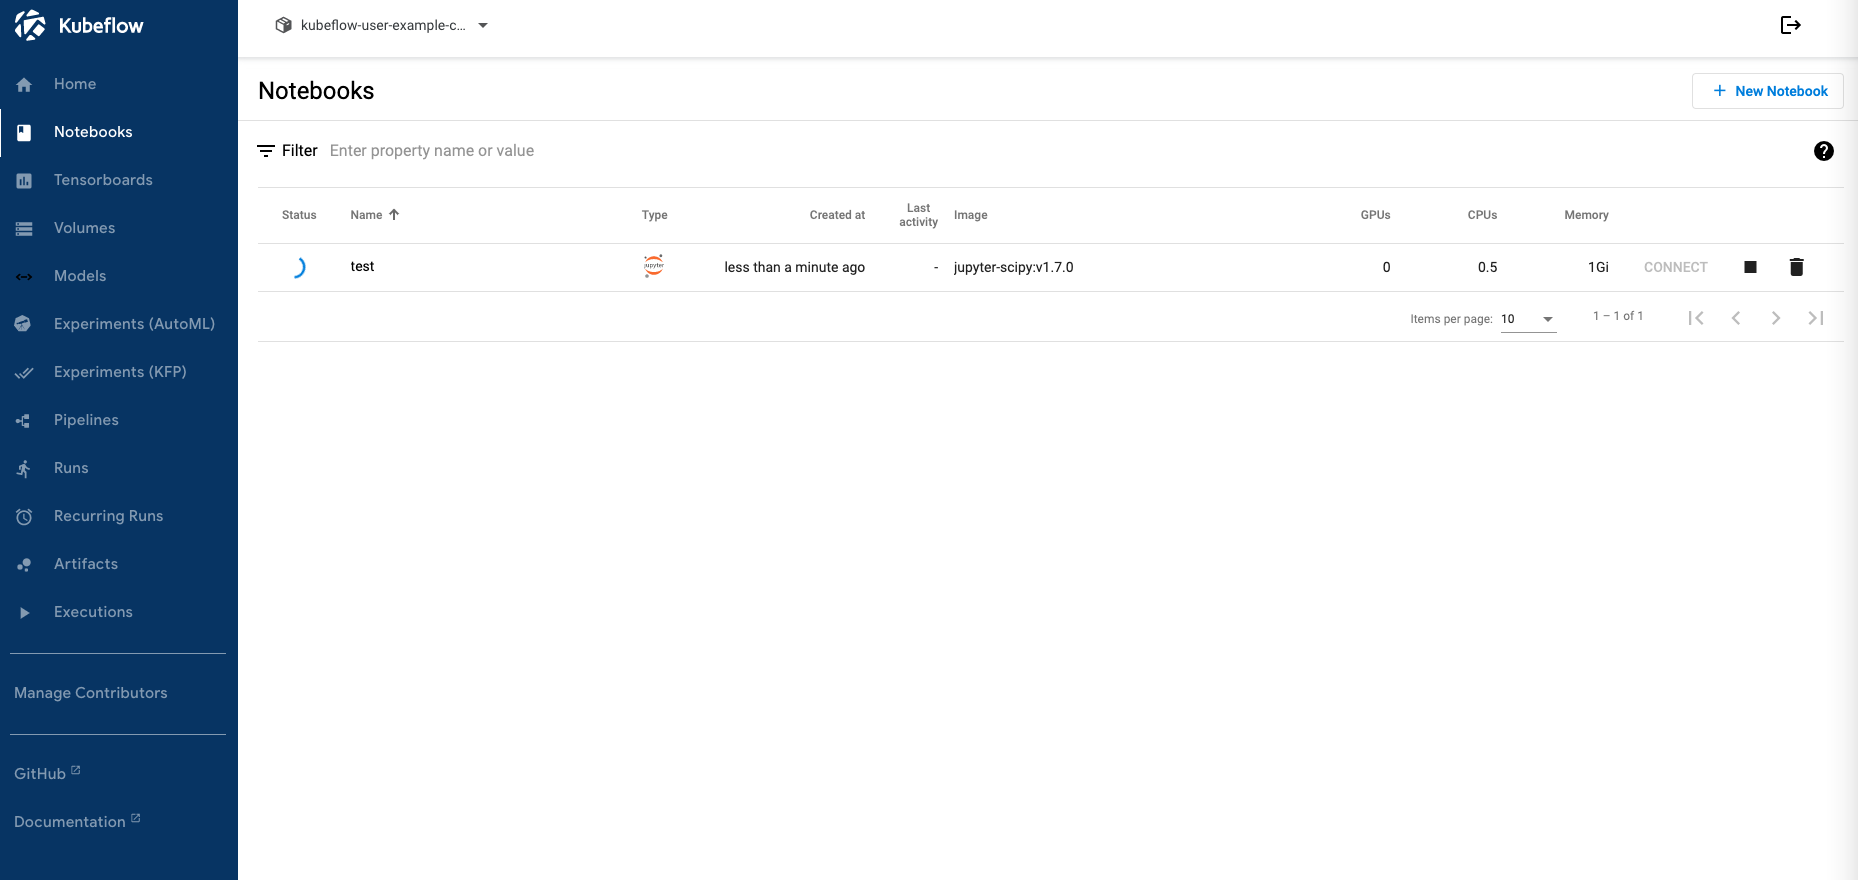 Kubeflow
kubeflow-user-example-c...
Home
Notebooks
Tensorboards
Volumes
Models
Experiments (AutoML)
Experiments (KFP)
Pipelines
Runs
Recurring Runs
Artifacts
Executions
Manage Contributors
GitHub
Documentation
Notebooks
+ New Notebook
Filter Enter property name or value
Status Name Type Created at Last activity Image GPUs CPUs Memory
test jupyter less than a minute ago - jupyter-scipy:v1.7.0 0 0.5 1Gi CONNECT
Items per page: 10 1 – 1 of 1